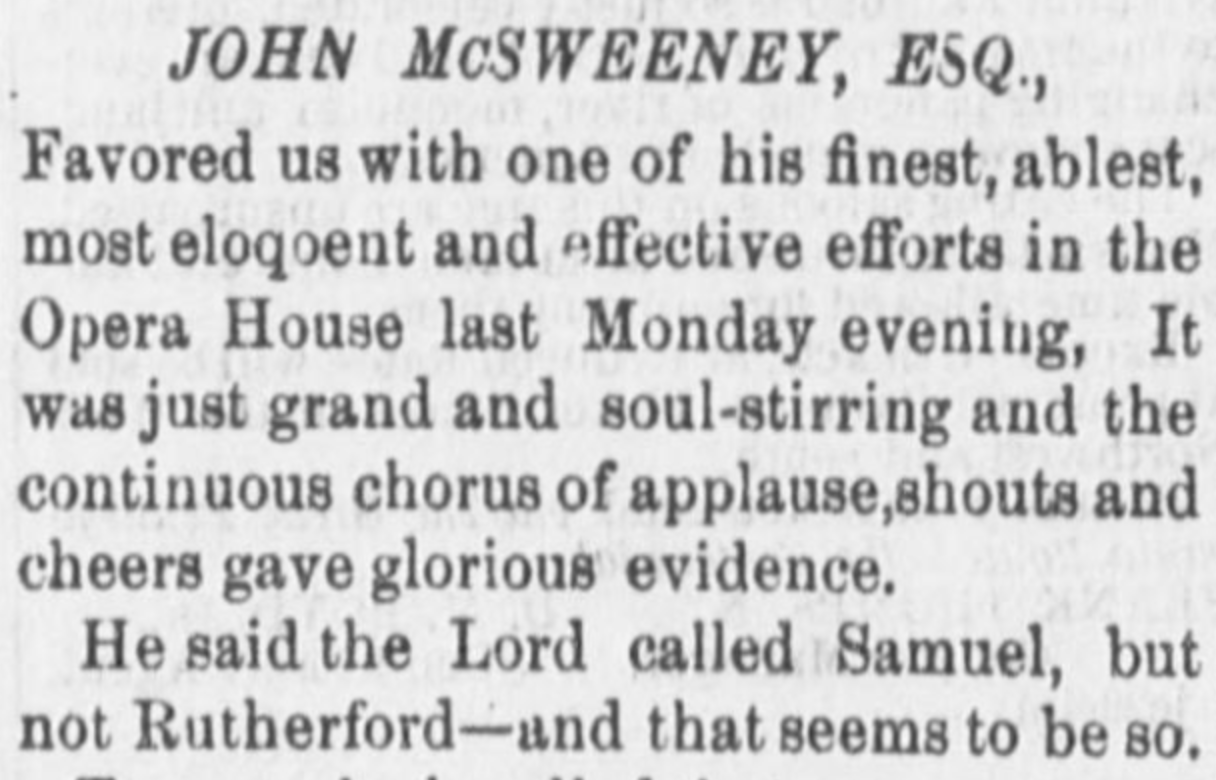 JOHN McSWEENEY, ESQ.,
Favored us with one of his finest, ablest,
most eloqoent and effective efforts in the
Opera House last Monday evening, It
was just grand and soul-stirring and the
continuous chorus of applause,shouts and
cheers gave glorious evidence.
He said the Lord called Samuel, but
not Rutherford—and that seems to be so.